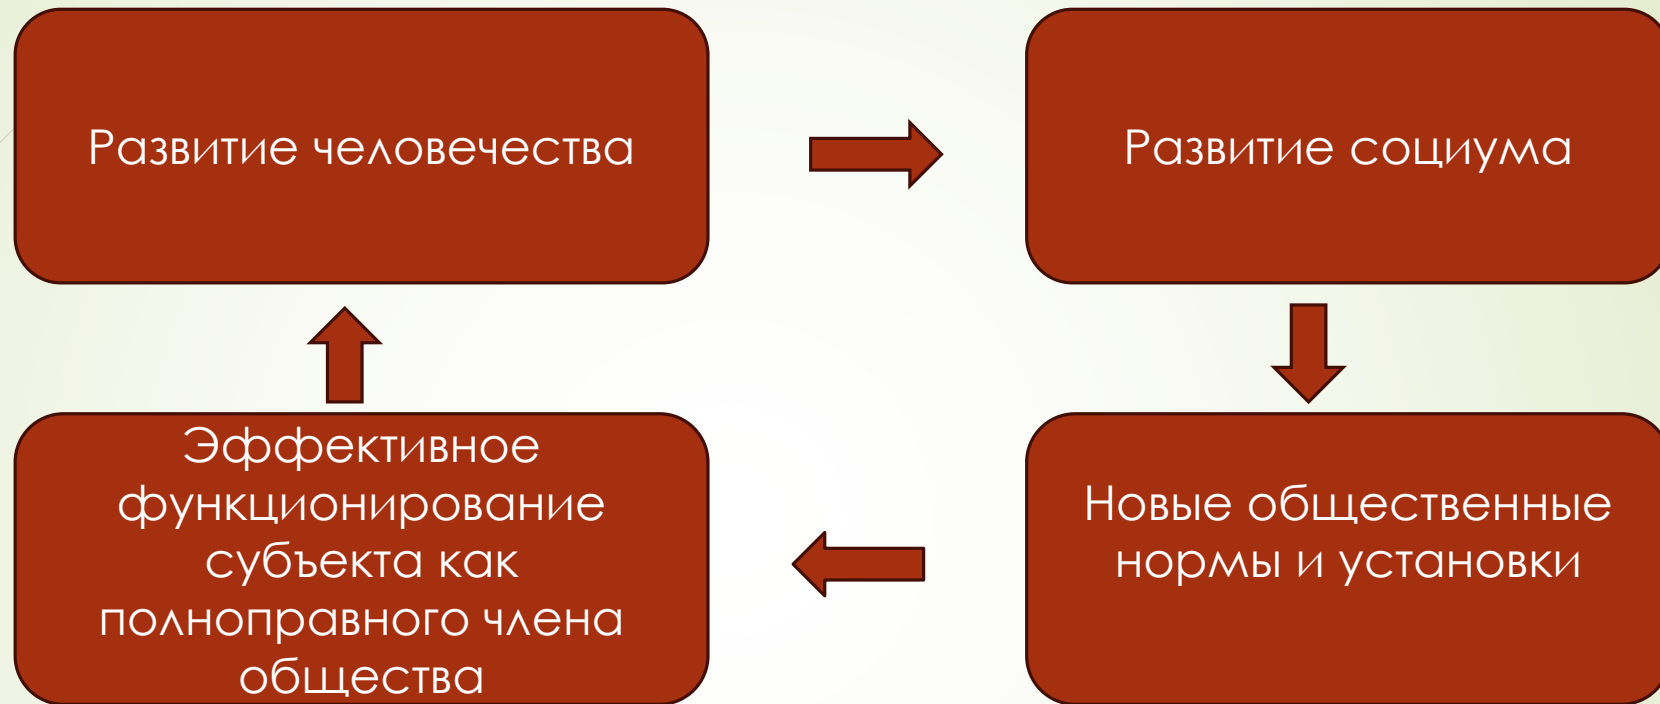 Развитие человечества
Развитие социума
Эффективное
функционирование
субъекта как
полноправного члена
общества
Новые общественные
нормы и установки